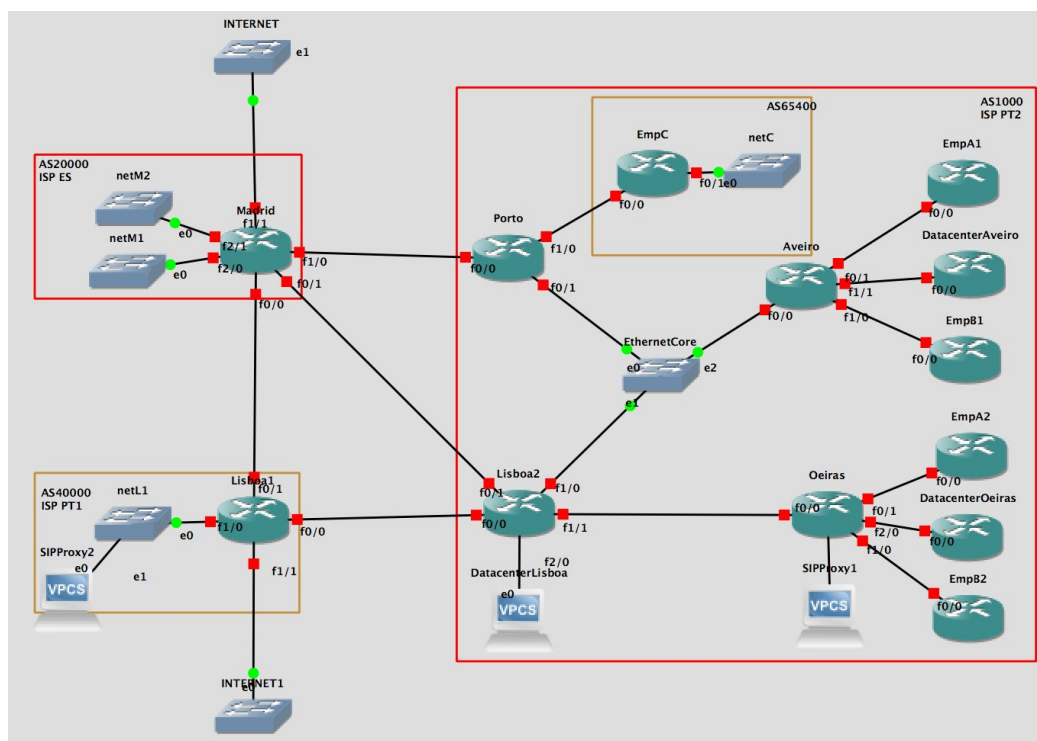 INTERNET
e1
AS20000
ISP ES
netM2
e0
netM1
e0
Madrid
f1/1
f2/1
f2/0
f1/0
f0/1
f0/0
AS1000
ISP PT2
AS65400
EmpC
netC
f0/1
e0
f0/0
Porto
f1/0
f0/0
f0/1
EmpA1
f0/0
DatacenterAveiro
f0/0
Aveiro
f0/1
f1/1
f1/0
f0/0
EmpB1
f0/0
EthernetCore
e0
e2
e1
AS40000
ISP PT1
netL1
e0
e1
Lisboa1
f0/1
f1/0
f0/0
f1/1
SIPProxy2
e0
VPCS
Lisboa2
f0/1
f1/0
f0/0
f1/1
f2/0
DatacenterLisboa
e0
VPCS
Oeiras
f0/0
f0/1
f2/0
f1/0
SIPProxy1
VPCS
EmpA2
f0/0
DatacenterOeiras
f0/0
EmpB2
f0/0
INTERNET1
e0